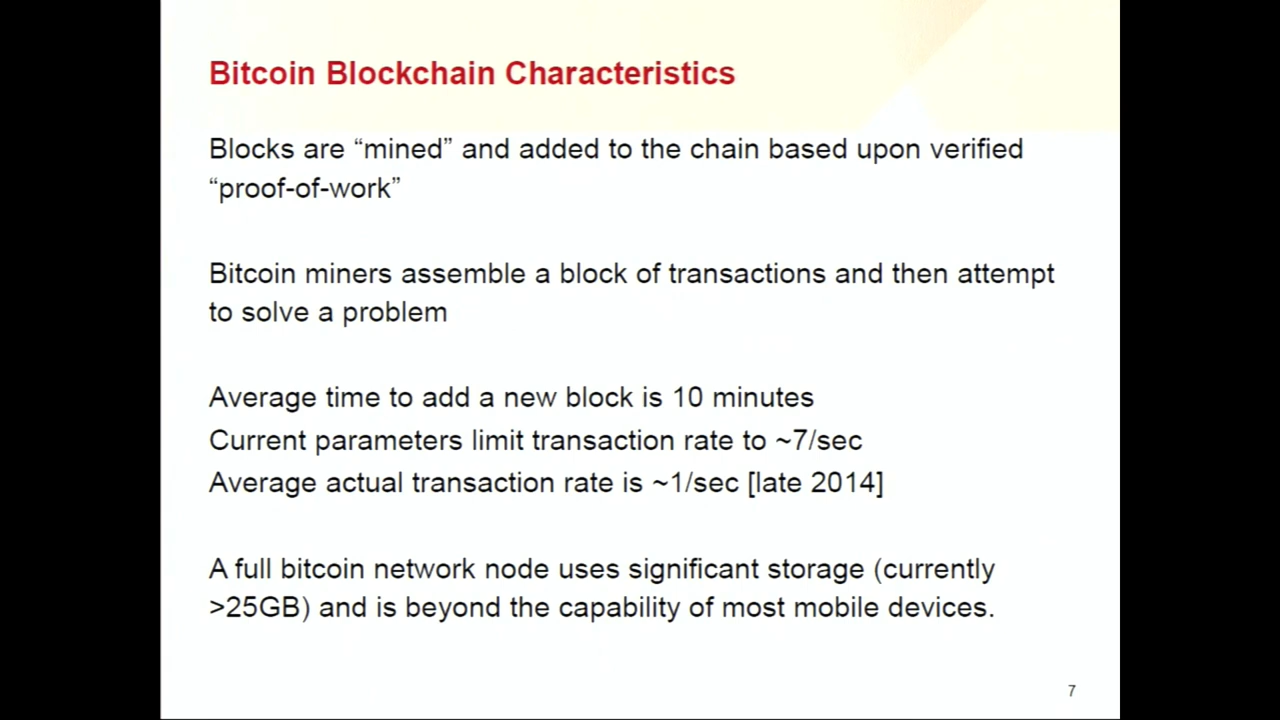 Bitcoin Blockchain Characteristics
Blocks are “mined” and added to the chain based upon verified
“proof-of-work”
Bitcoin miners assemble a block of transactions and then attempt
to solve a problem
Average time to add a new block is 10 minutes
Current parameters limit transaction rate to ~7/sec
Average actual transaction rate is ~1/sec [late 2014]
A full bitcoin network node uses significant storage (currently
>25GB) and is beyond the capability of most mobile devices.
7